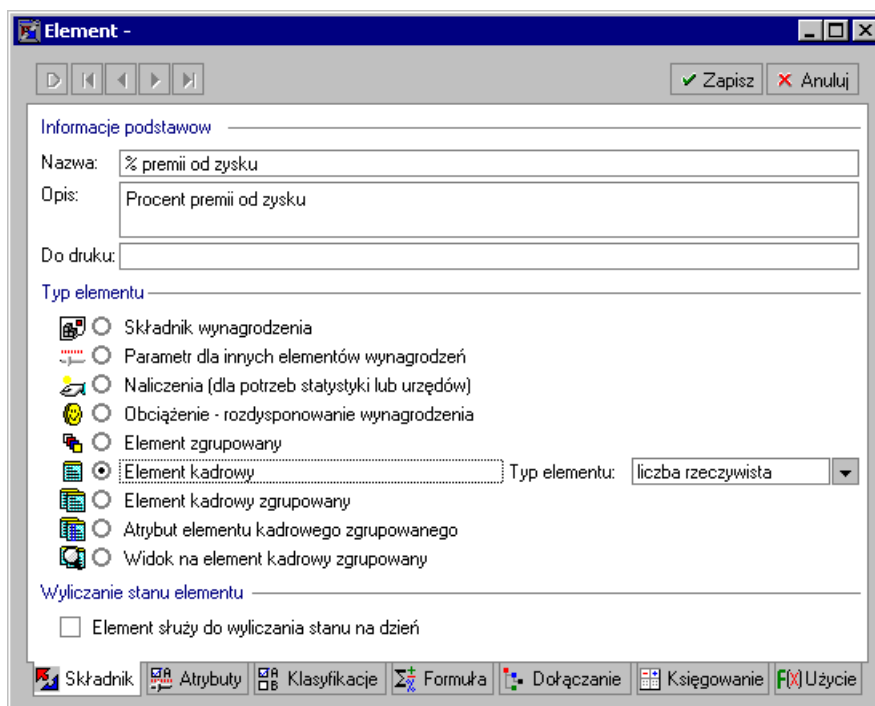 Element -
Zapisz Anuluj
Informacje podstawow
Nazwa: % premii od zysku
Opis: Procent premii od zysku
Do druku:
Typ elementu
Składnik wynagrodzenia
Parametr dla innych elementów wynagrodzeń
Naliczenia (dla potrzeb statystyki lub urzędów)
Obciążenie - rozdysponowanie wynagrodzenia
Element zgrupowany
Element kadrowy Typ elementu: liczba rzeczywista
Element kadrowy zgrupowany
Atrybut elementu kadrowego zgrupowanego
Widok na element kadrowy zgrupowany
Wyliczanie stanu elementu
Element służy do wyliczania stanu na dzień
Składnik Atrybuty Klasyfikacje Formuła Dołączanie Księgowanie F(X) Użycie